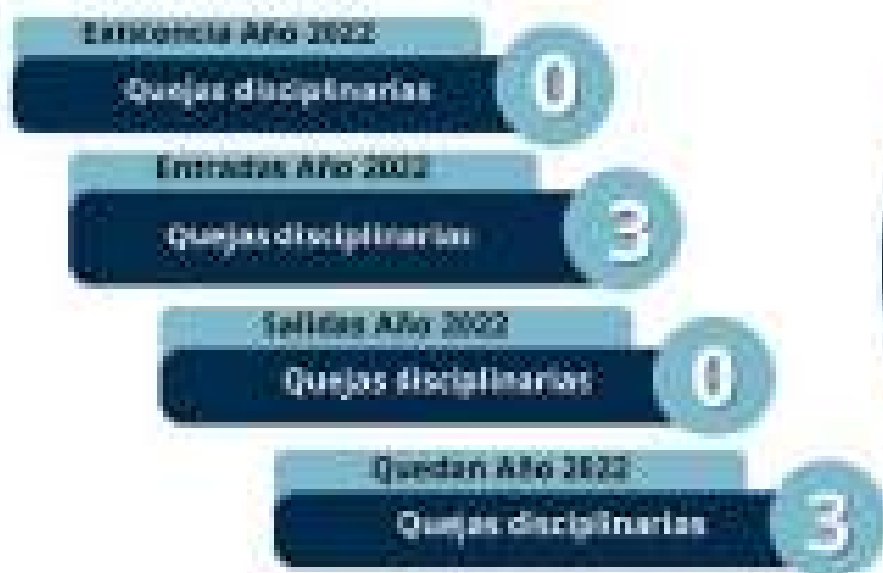 Existencia Año 2022
Quejas disciplinarias
0
Entradas Año 2022
Quejas disciplinarias
3
Salidas Año 2022
Quejas disciplinarias
0
Quedan Año 2022
Quejas disciplinarias
3